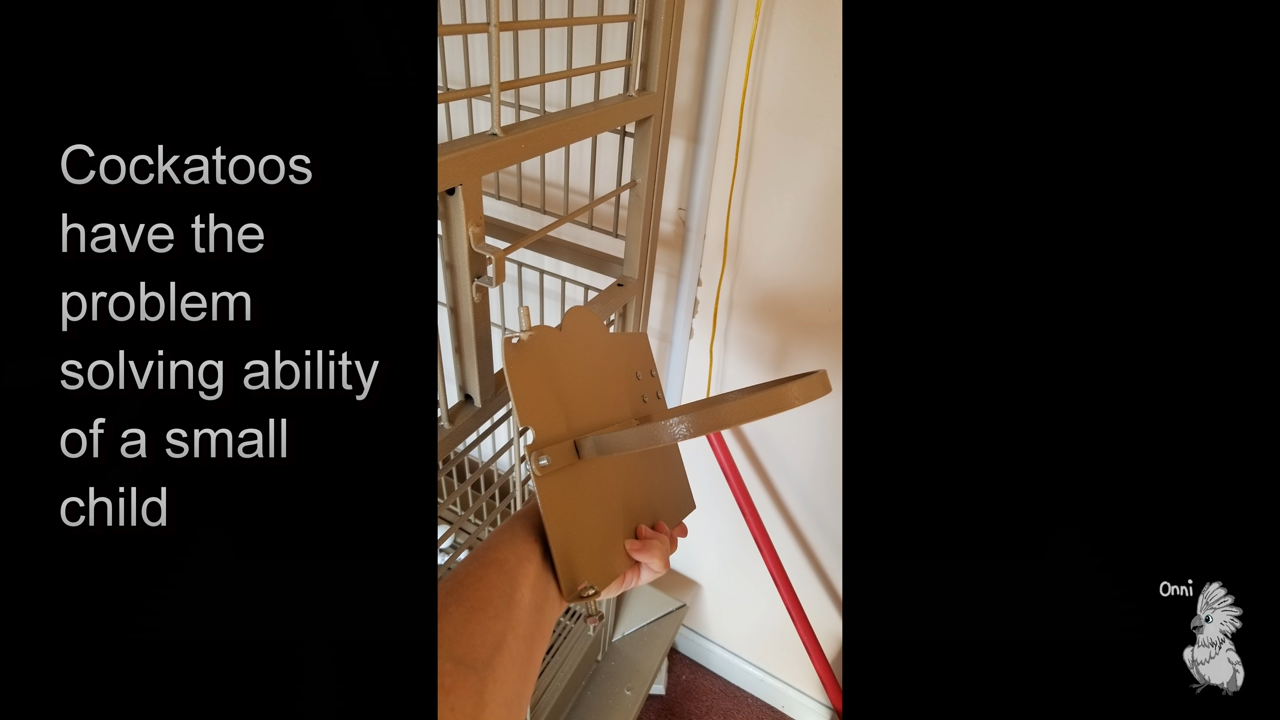 Cockatoos
have the
problem
solving ability
of a small
child
Onni